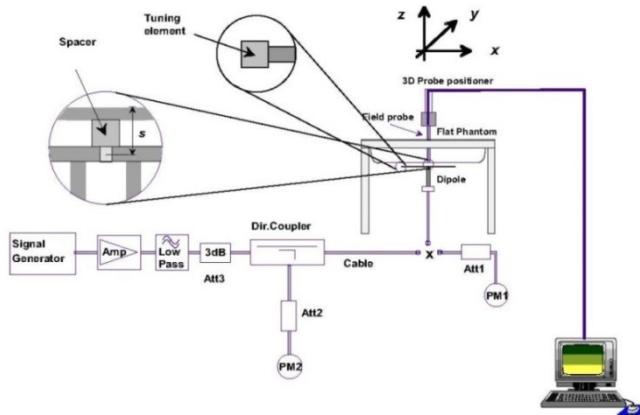 Tuning
element
Spacer
s
z
y
x
3D Probe positioner
Field probe
Flat Phantom
Dipole
Signal
Generator
Amp
Low
Pass
3dB
Att3
Dir.Coupler
Cable
x
Att1
PM1
Att2
PM2